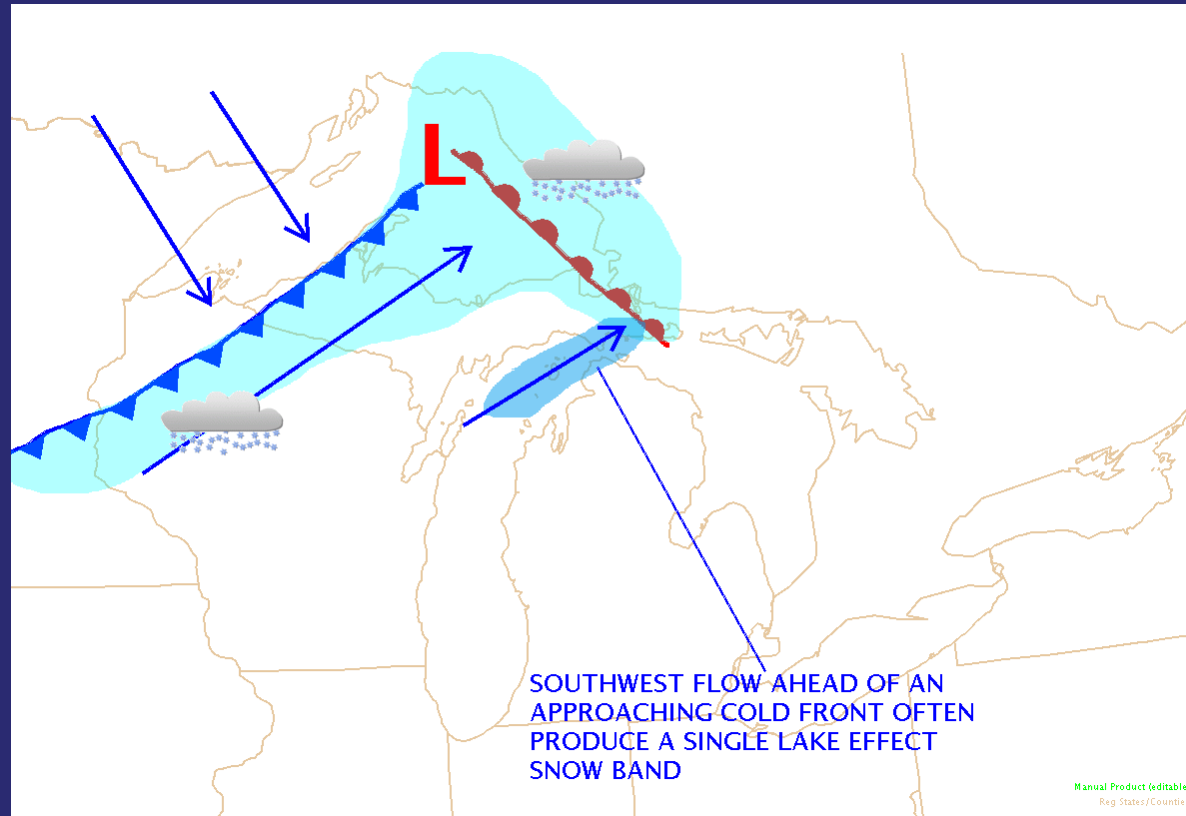 L
SOUTHWEST FLOW AHEAD OF AN
APPROACHING COLD FRONT OFTEN
PRODUCE A SINGLE LAKE EFFECT
SNOW BAND
Manual Product (editable
Reg States/Countie